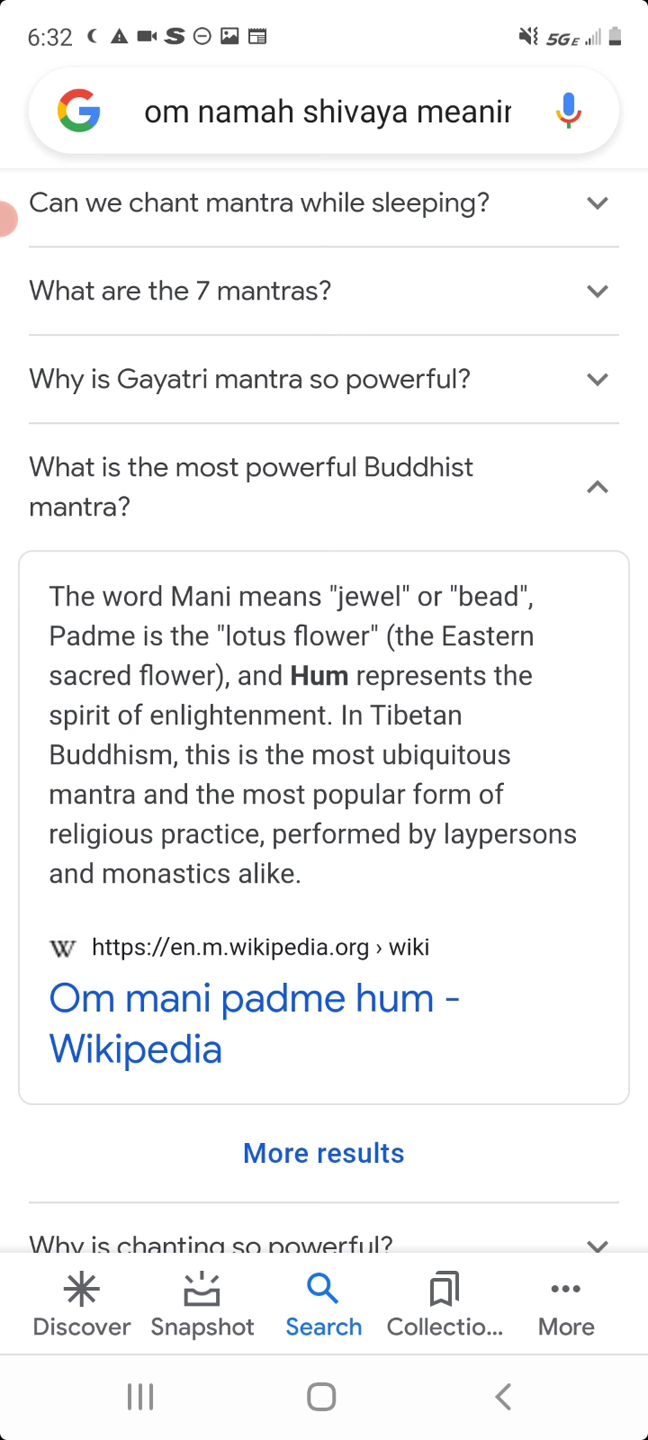 6:32
5GE
om namah shivaya meanir
Can we chant mantra while sleeping?
What are the 7 mantras?
Why is Gayatri mantra so powerful?
What is the most powerful Buddhist
mantra?
The word Mani means "jewel" or "bead",
Padme is the "lotus flower" (the Eastern
sacred flower), and Hum represents the
spirit of enlightenment. In Tibetan
Buddhism, this is the most ubiquitous
mantra and the most popular form of
religious practice, performed by laypersons
and monastics alike.
W https://en.m.wikipedia.org › wiki
Om mani padme hum -
Wikipedia
More results
Why is chanting so powerful?
Discover Snapshot Search Collectio... More